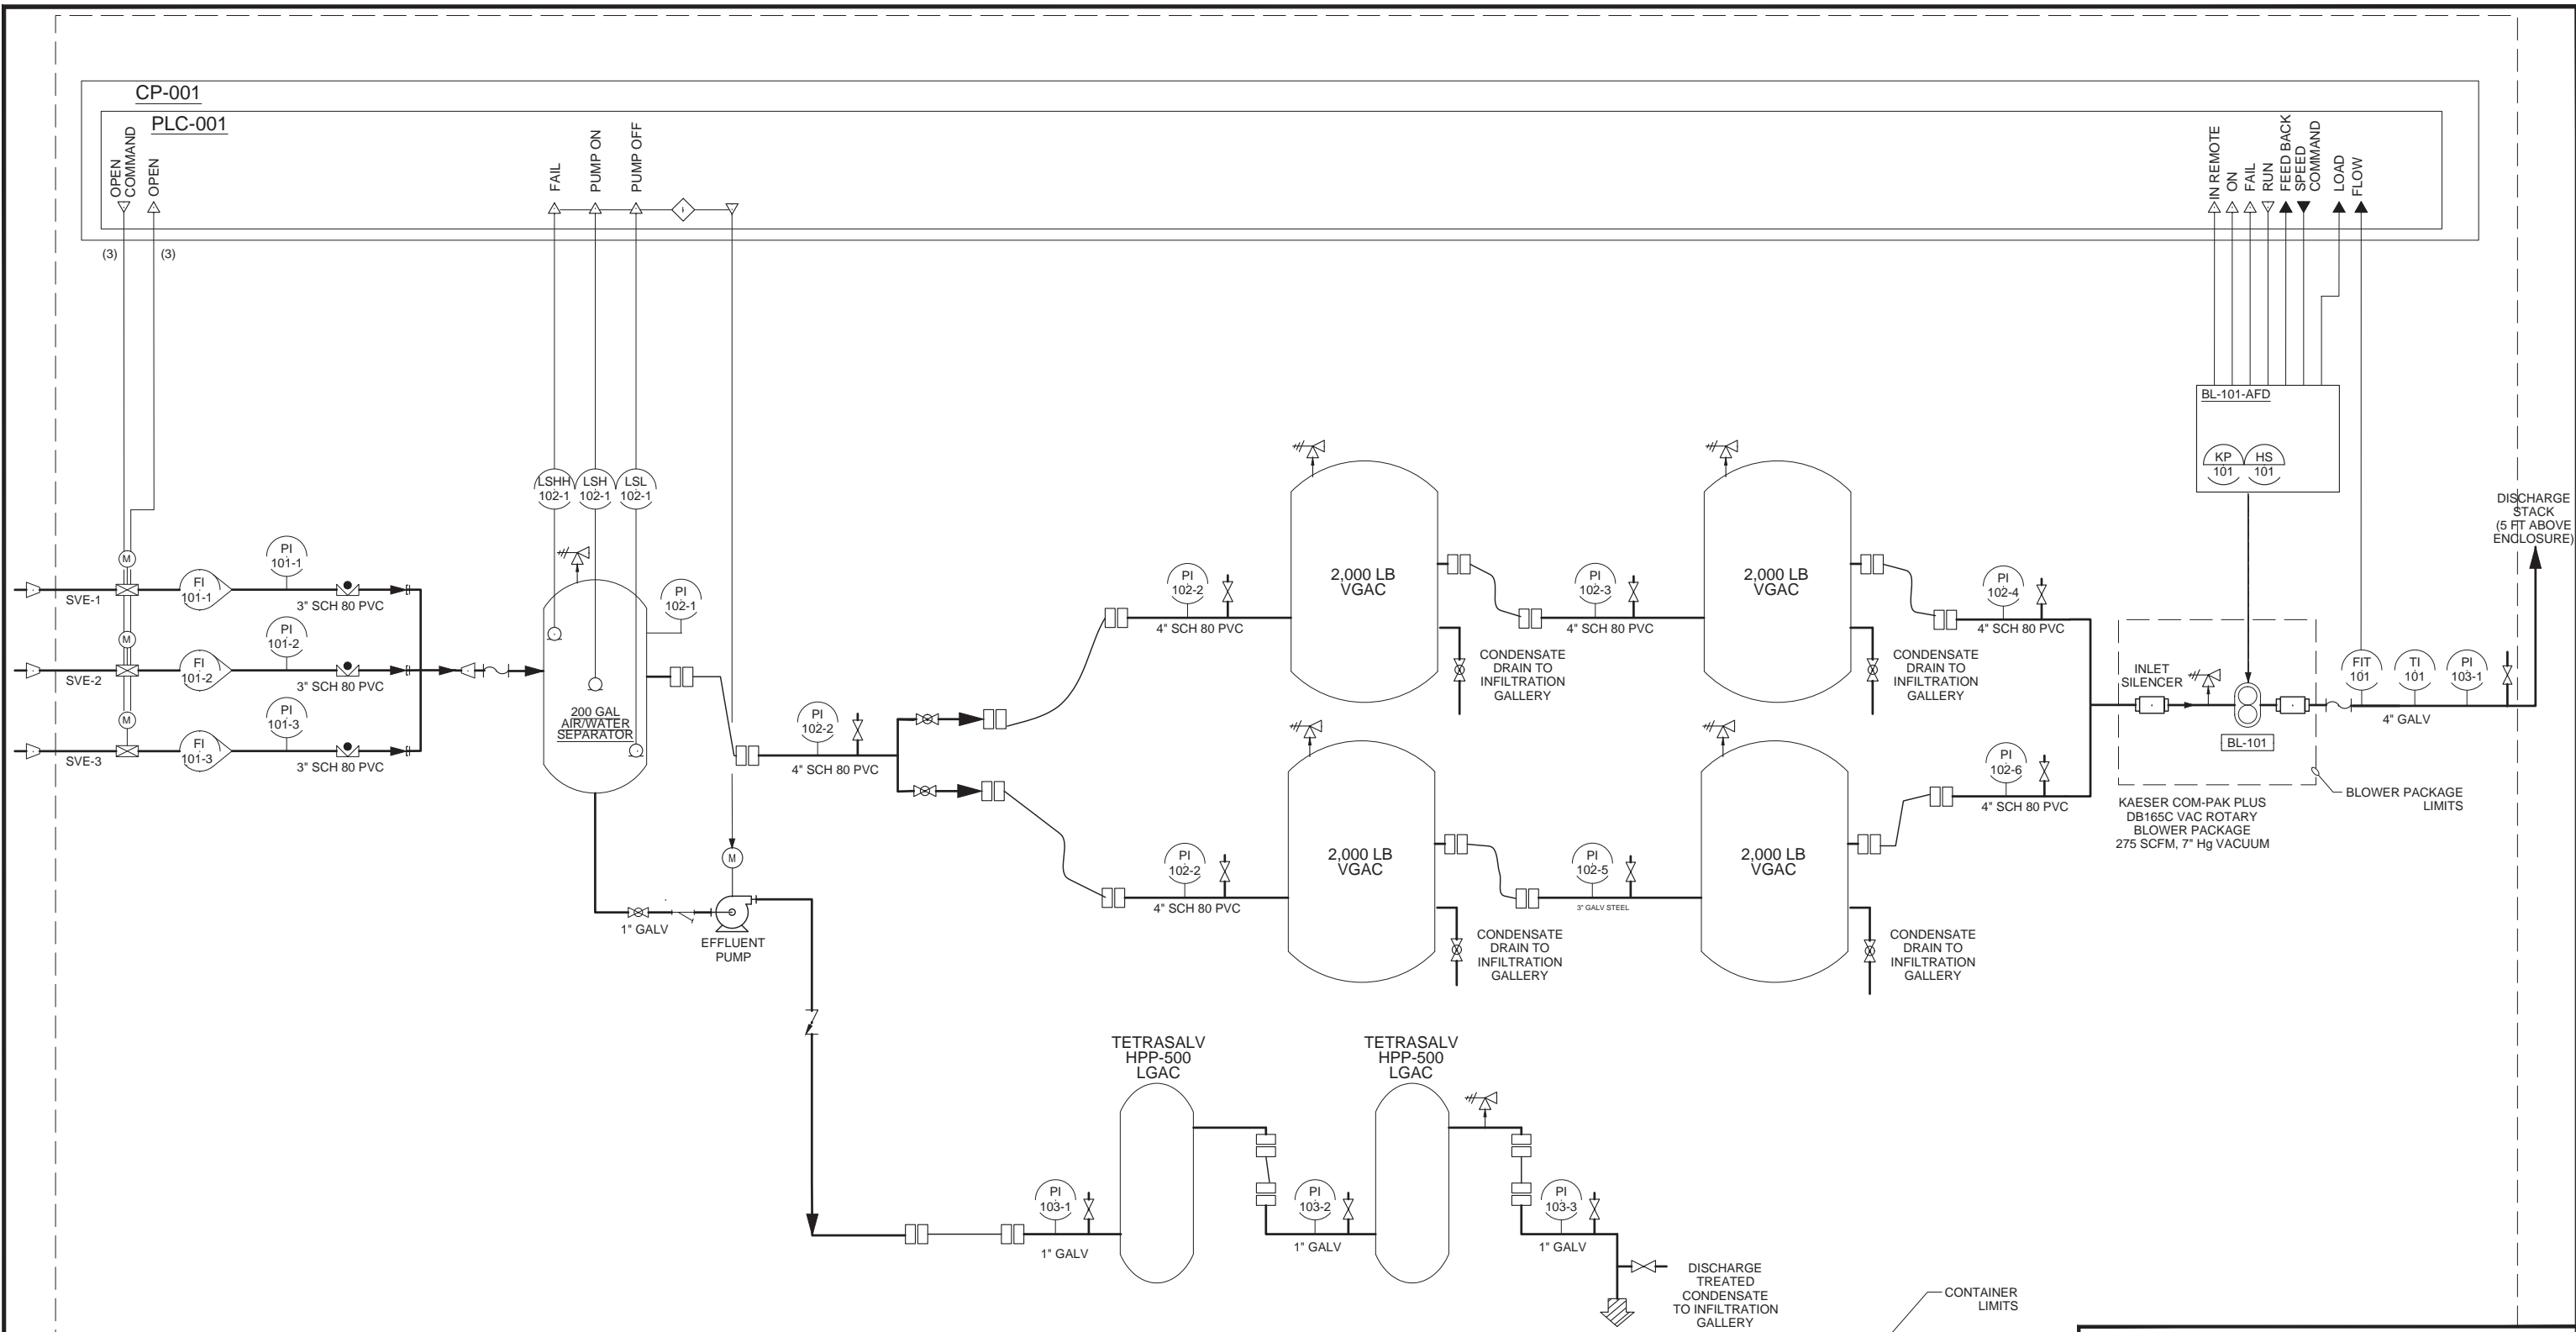 CP-001
PLC-001
OPEN
COMMAND
OPEN
FAIL
PUMP ON
PUMP OFF
IN REMOTE
ON
FAIL
RUN
FEED BACK
SPEED
COMMAND
LOAD
FLOW
(3)
(3)
BL-101-AFD
KP
101
HS
101
LSHH
102-1
LSH
102-1
LSL
102-1
DISCHARGE
STACK
(5 FT ABOVE
ENCLOSURE)
M
SVE-1
FI
101-1
PI
101-1
3" SCH 80 PVC
M
SVE-2
FI
101-2
PI
101-2
3" SCH 80 PVC
M
SVE-3
FI
101-3
PI
101-3
3" SCH 80 PVC
200 GAL
AIR/WATER
SEPARATOR
PI
102-1
PI
102-2
4" SCH 80 PVC
PI
102-2
4" SCH 80 PVC
2,000 LB
VGAC
CONDENSATE
DRAIN TO
INFILTRATION
GALLERY
PI
102-3
4" SCH 80 PVC
2,000 LB
VGAC
CONDENSATE
DRAIN TO
INFILTRATION
GALLERY
PI
102-4
4" SCH 80 PVC
PI
102-2
4" SCH 80 PVC
2,000 LB
VGAC
CONDENSATE
DRAIN TO
INFILTRATION
GALLERY
PI
102-5
3" GALV STEEL
2,000 LB
VGAC
CONDENSATE
DRAIN TO
INFILTRATION
GALLERY
PI
102-6
4" SCH 80 PVC
INLET
SILENCER
BL-101
FIT
101
TI
101
PI
103-1
4" GALV
BLOWER PACKAGE
LIMITS
KAESER COM-PAK PLUS
DB165C VAC ROTARY
BLOWER PACKAGE
275 SCFM, 7" Hg VACUUM
M
1" GALV
EFFLUENT
PUMP
TETRASALV
HPP-500
LGAC
TETRASALV
HPP-500
LGAC
PI
103-1
1" GALV
PI
103-2
1" GALV
PI
103-3
1" GALV
DISCHARGE
TREATED
CONDENSATE
TO INFILTRATION
GALLERY
CONTAINER
LIMITS